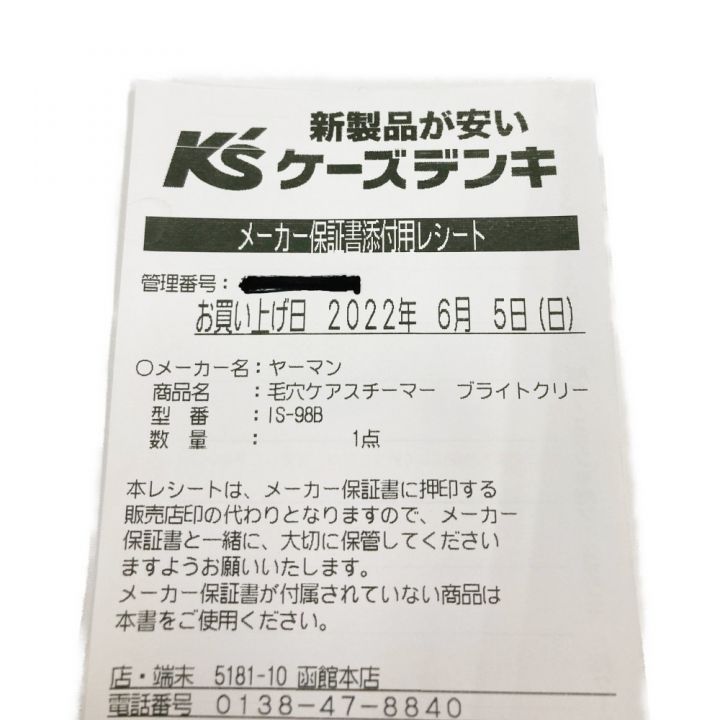 新製品が安い
K's ケーズデンキ
メーカー保証書添付用レシート
管理番号：
お買い上げ日 2022年 6月 5日(日)
○メーカー名：ヤーマン
商品名 ：毛穴ケアスチーマー ブライトクリー
型 番 ：IS-98B
数 量 ： 1点
本レシートは、メーカー保証書に押印する
販売店印の代わりとなりますので、メーカー
保証書と一緒に、大切に保管してください
ますようお願いいたします。
メーカー保証書が付属されていない商品は
本書をご使用ください。
店・端末 5181-10 函館本店
電話番号 0138-47-8840